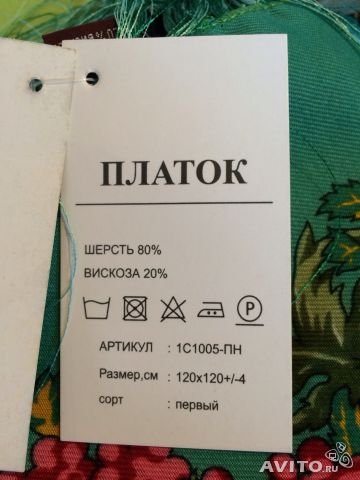 ПЛАТОК
ШЕРСТЬ 80%
ВИСКОЗА 20%
P
АРТИКУЛ : 1С1005-ПН
Размер,см : 120х120+/-4
сорт : первый
AVITO.ru